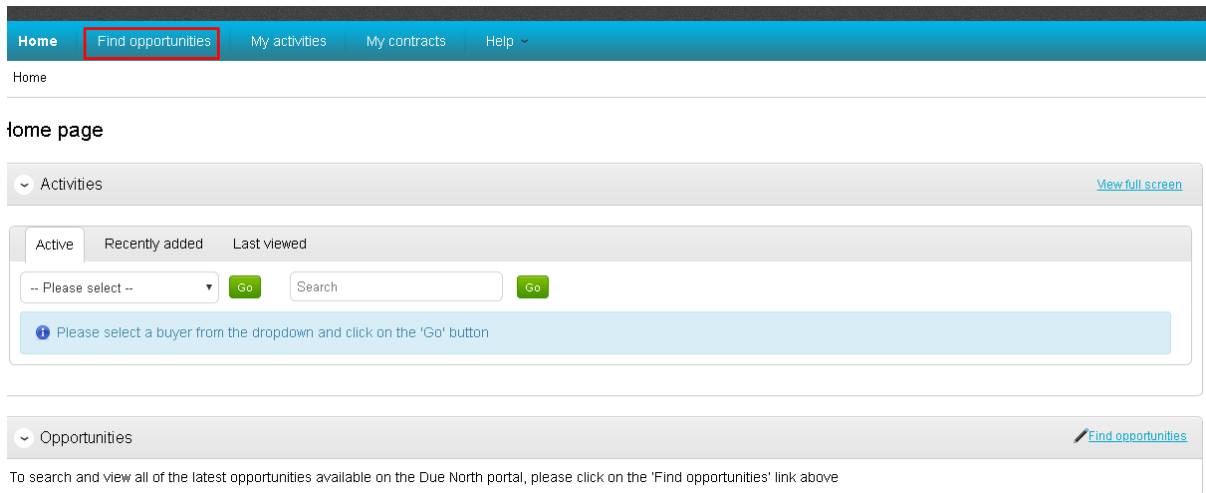 Home Find opportunities My activities My contracts Help
Home
Home page
Activities View full screen
Active Recently added Last viewed
-- Please select -- Go Search Go
Please select a buyer from the dropdown and click on the 'Go' button
Opportunities Find opportunities
To search and view all of the latest opportunities available on the Due North portal, please click on the 'Find opportunities' link above